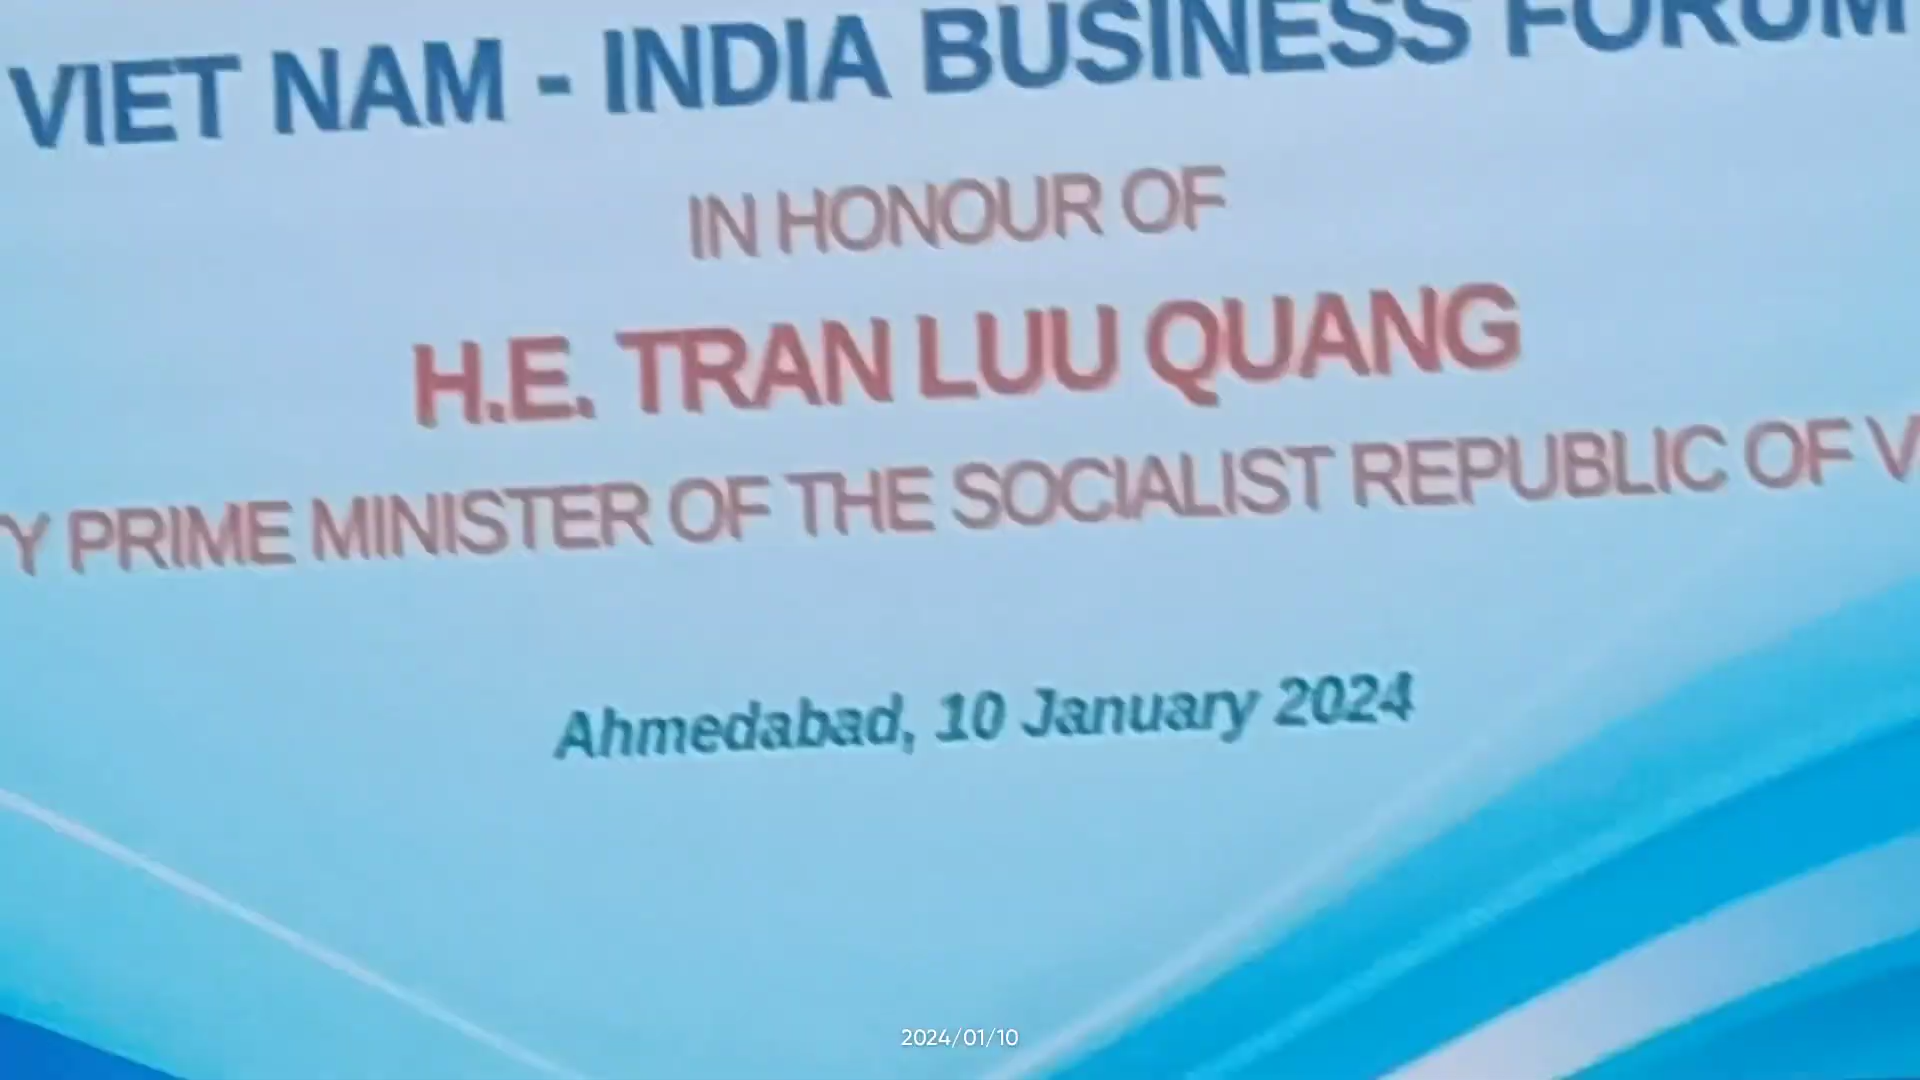 VIET NAM - INDIA BUSINESS FORUM
IN HONOUR OF
H.E. TRAN LUU QUANG
Y PRIME MINISTER OF THE SOCIALIST REPUBLIC OF V
Ahmedabad, 10 January 2024
2024/01/10